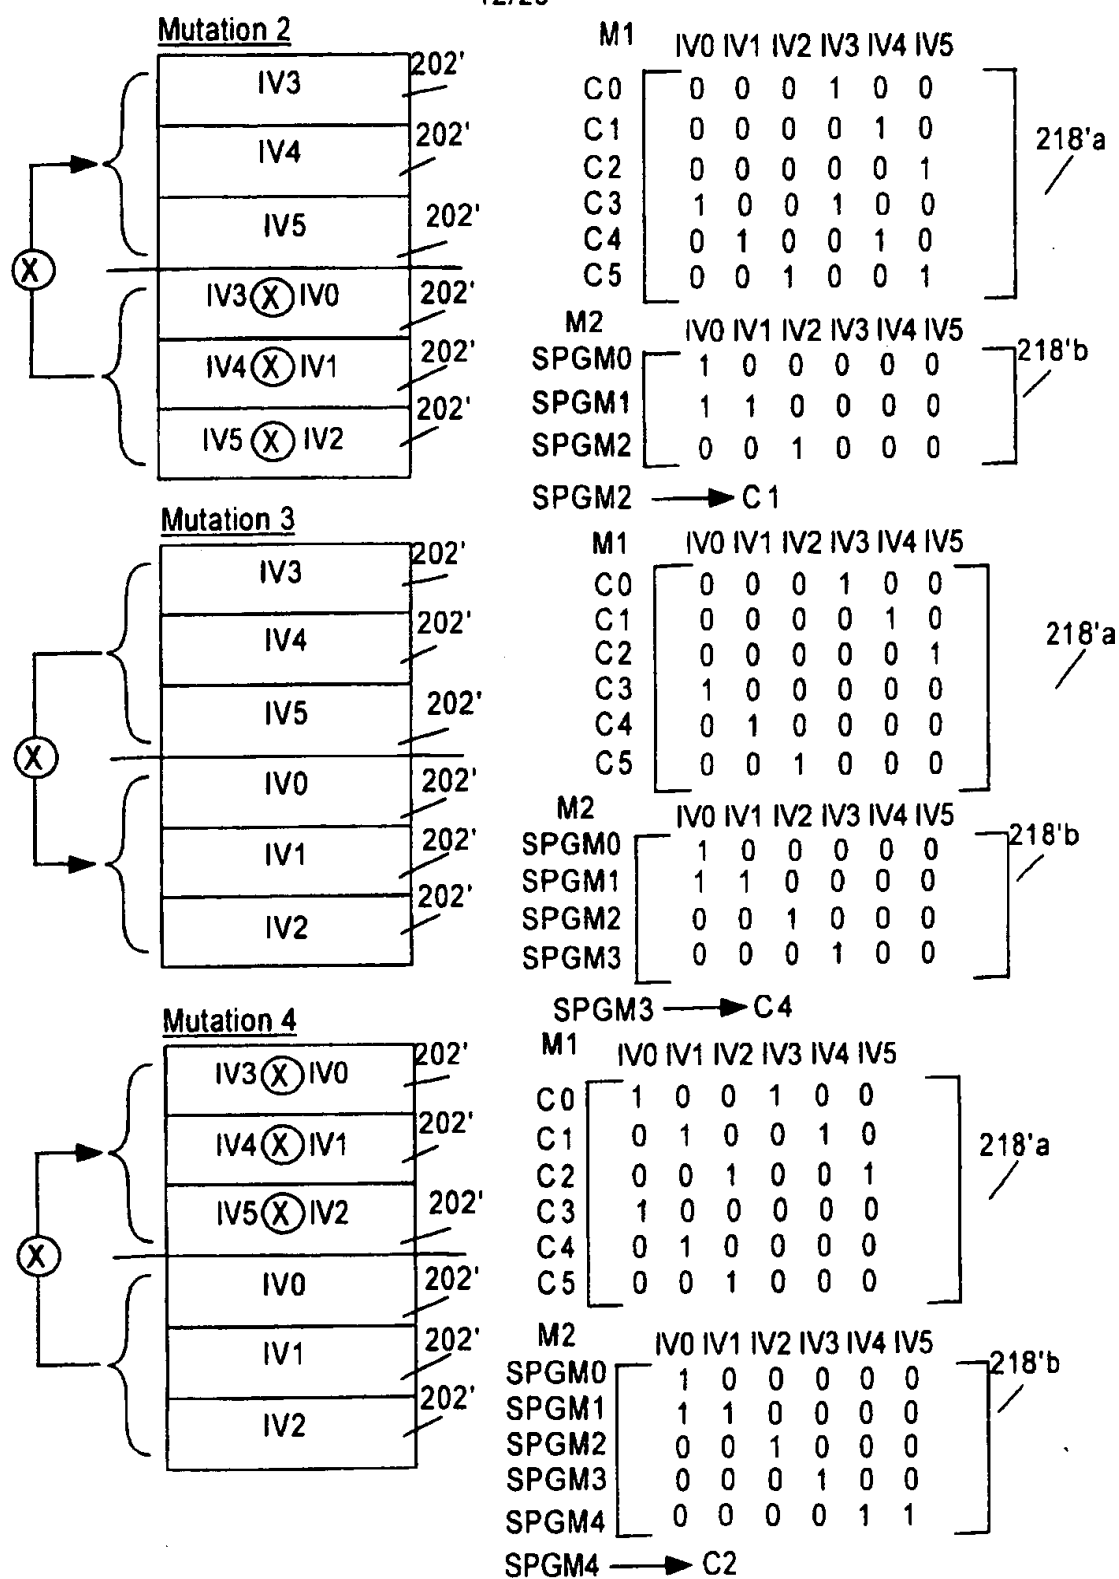 Mutation 2
IV3
202'
IV4
202'
IV5
202'
X
IV3 X IV0
202'
IV4 X IV1
202'
IV5 X IV2
202'
M1
IV0 IV1 IV2 IV3 IV4 IV5
C0 0 0 0 1 0 0
C1 0 0 0 0 1 0
C2 0 0 0 0 0 1
C3 1 0 0 1 0 0
C4 0 1 0 0 1 0
C5 0 0 1 0 0 1
218'a
M2
IV0 IV1 IV2 IV3 IV4 IV5
SPGM0 1 0 0 0 0 0
SPGM1 1 1 0 0 0 0
SPGM2 0 0 1 0 0 0
218'b
SPGM2 → C1
Mutation 3
IV3
202'
IV4
202'
IV5
202'
X
IV0
202'
IV1
202'
IV2
202'
M1
IV0 IV1 IV2 IV3 IV4 IV5
C0 0 0 0 1 0 0
C1 0 0 0 0 1 0
C2 0 0 0 0 0 1
C3 1 0 0 0 0 0
C4 0 1 0 0 0 0
C5 0 0 1 0 0 0
218'a
M2
IV0 IV1 IV2 IV3 IV4 IV5
SPGM0 1 0 0 0 0 0
SPGM1 1 1 0 0 0 0
SPGM2 0 0 1 0 0 0
SPGM3 0 0 0 1 0 0
218'b
SPGM3 → C4
Mutation 4
IV3 X IV0
202'
IV4 X IV1
202'
IV5 X IV2
202'
X
IV0
202'
IV1
202'
IV2
202'
M1
IV0 IV1 IV2 IV3 IV4 IV5
C0 1 0 0 1 0 0
C1 0 1 0 0 1 0
C2 0 0 1 0 0 1
C3 1 0 0 0 0 0
C4 0 1 0 0 0 0
C5 0 0 1 0 0 0
218'a
M2
IV0 IV1 IV2 IV3 IV4 IV5
SPGM0 1 0 0 0 0 0
SPGM1 1 1 0 0 0 0
SPGM2 0 0 1 0 0 0
SPGM3 0 0 0 1 0 0
SPGM4 0 0 0 0 1 1
218'b
SPGM4 → C2